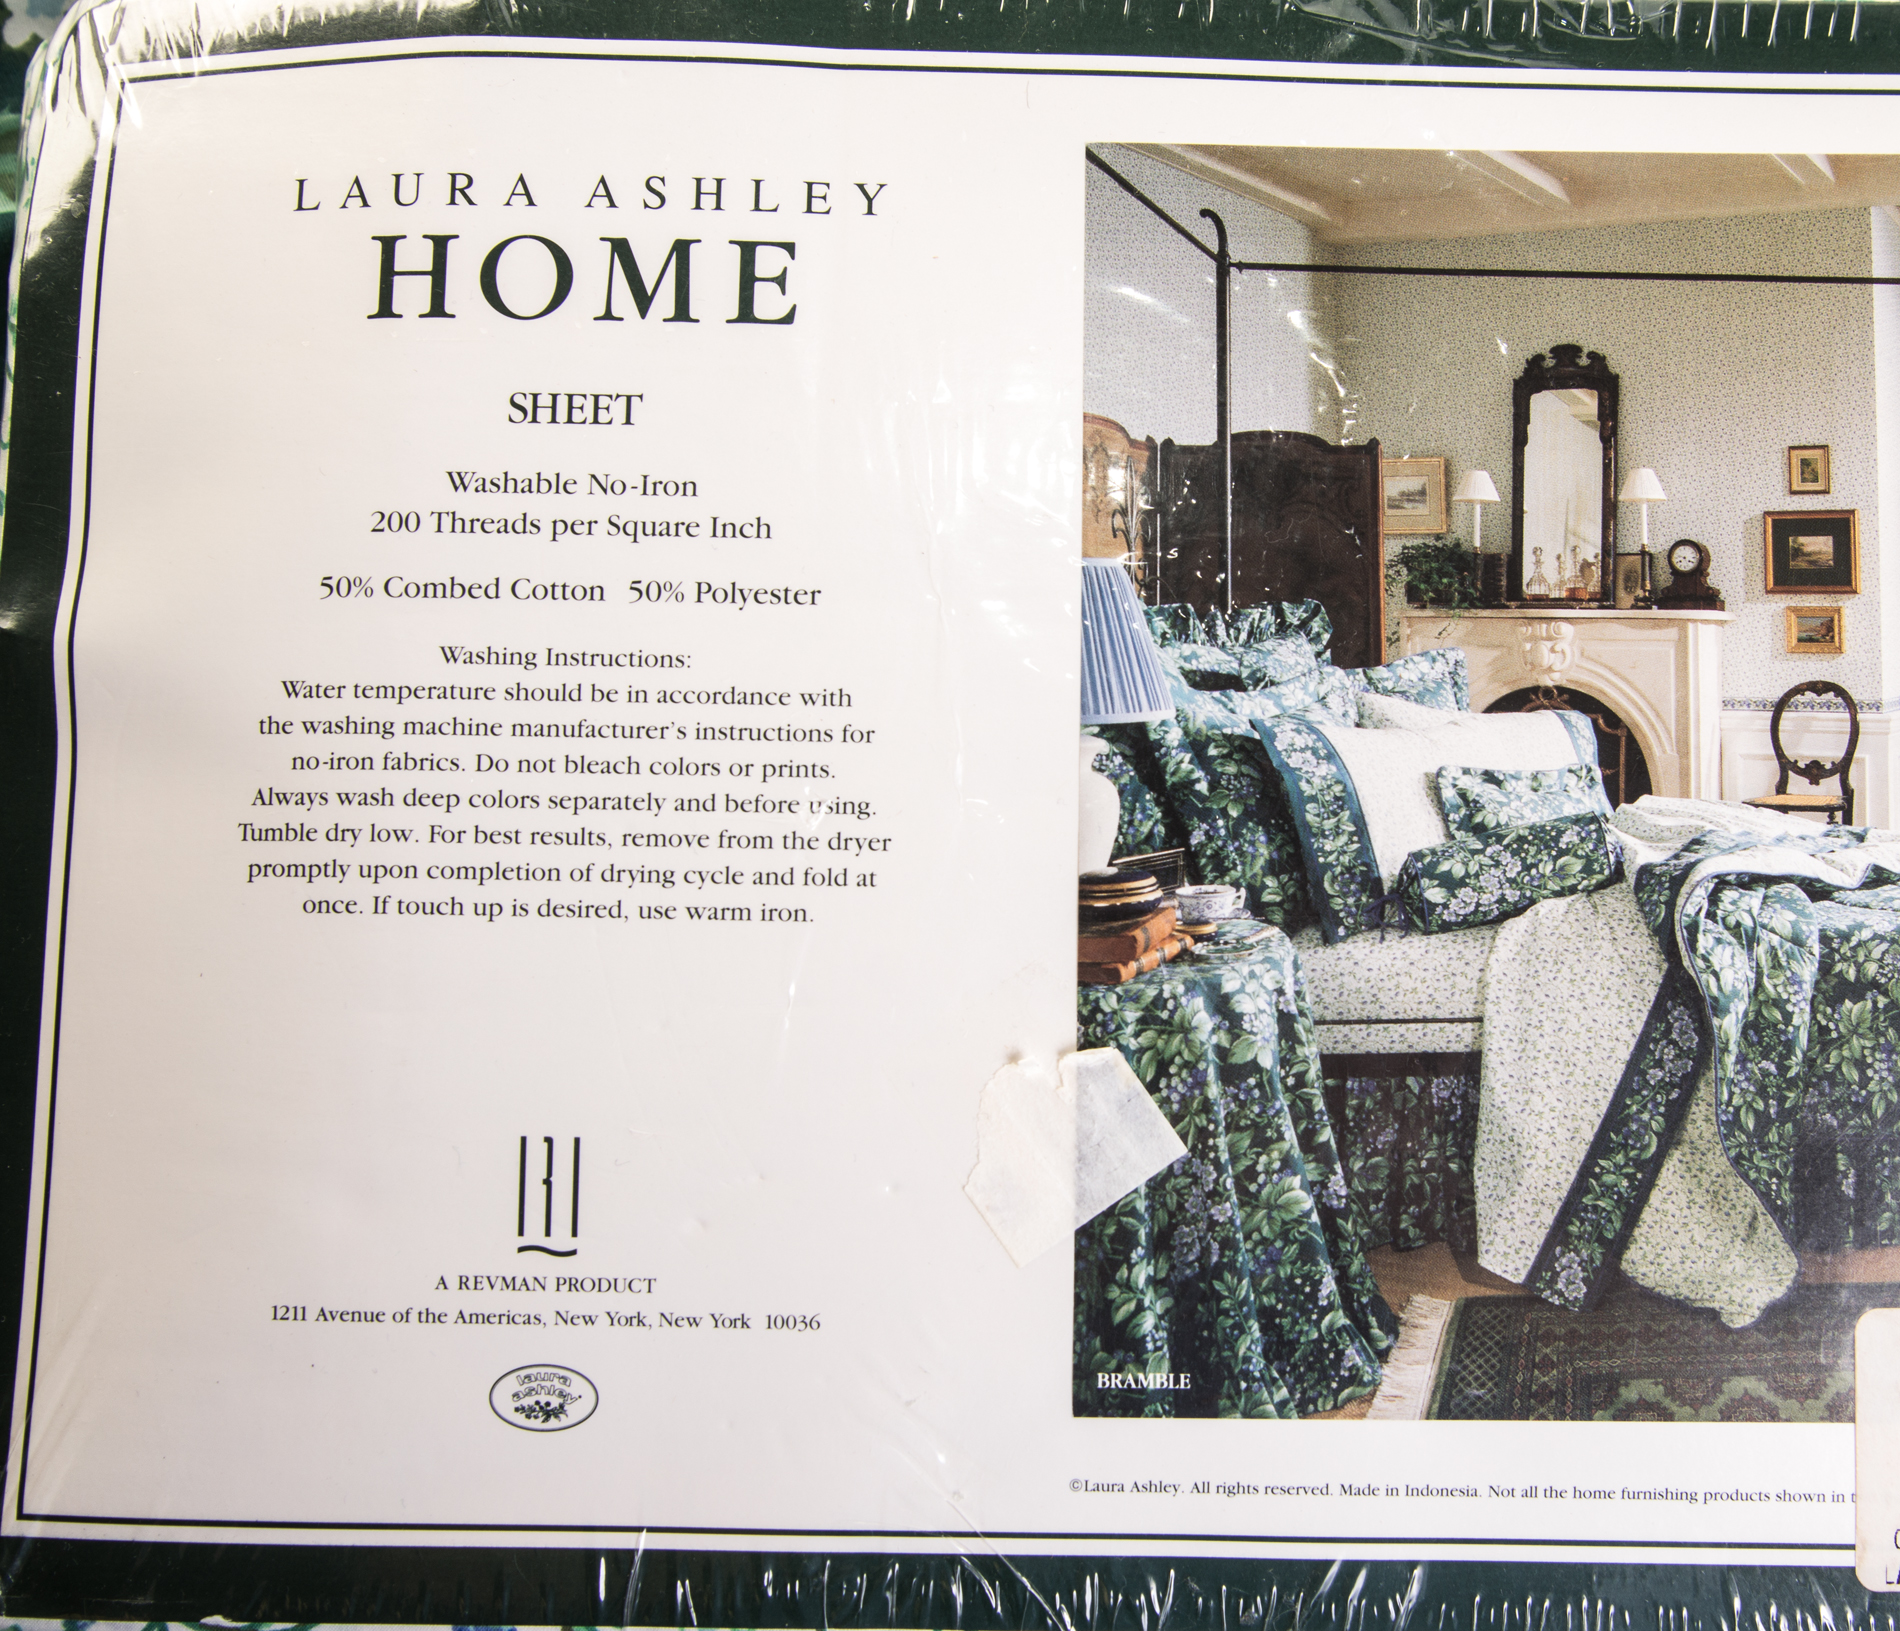 LAURA ASHLEY
HOME
SHEET
Washable No-Iron
200 Threads per Square Inch
50% Combed Cotton 50% Polyester
Washing Instructions:
Water temperature should be in accordance with
the washing machine manufacturer's instructions for
no-iron fabrics. Do not bleach colors or prints.
Always wash deep colors separately and before using.
Tumble dry low. For best results, remove from the dryer
promptly upon completion of drying cycle and fold at
once. If touch up is desired, use warm iron.
A REVMAN PRODUCT
1211 Avenue of the Americas, New York, New York 10036
laura
ashley
BRAMBLE
©Laura Ashley. All rights reserved. Made in Indonesia. Not all the home furnishing products shown in